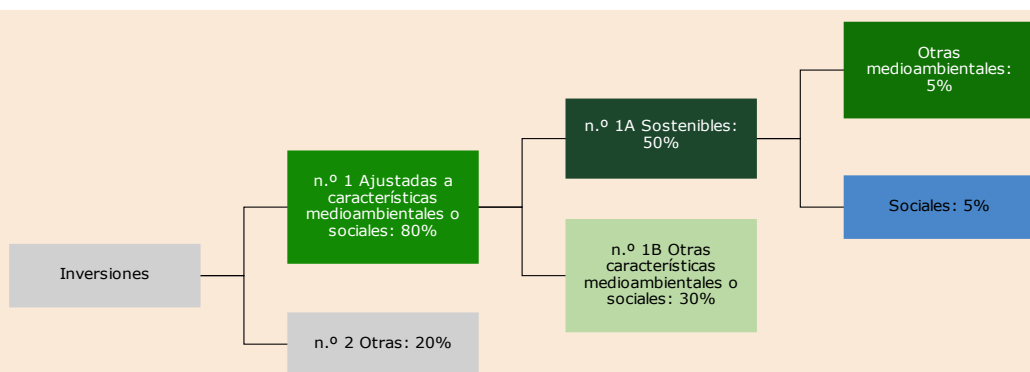 Inversiones
n.º 1 Ajustadas a
características
medioambientales o
sociales: 80%
n.º 2 Otras: 20%
n.º 1A Sostenibles:
50%
n.º 1B Otras
características
medioambientales o
sociales: 30%
Otras
medioambientales:
5%
Sociales: 5%